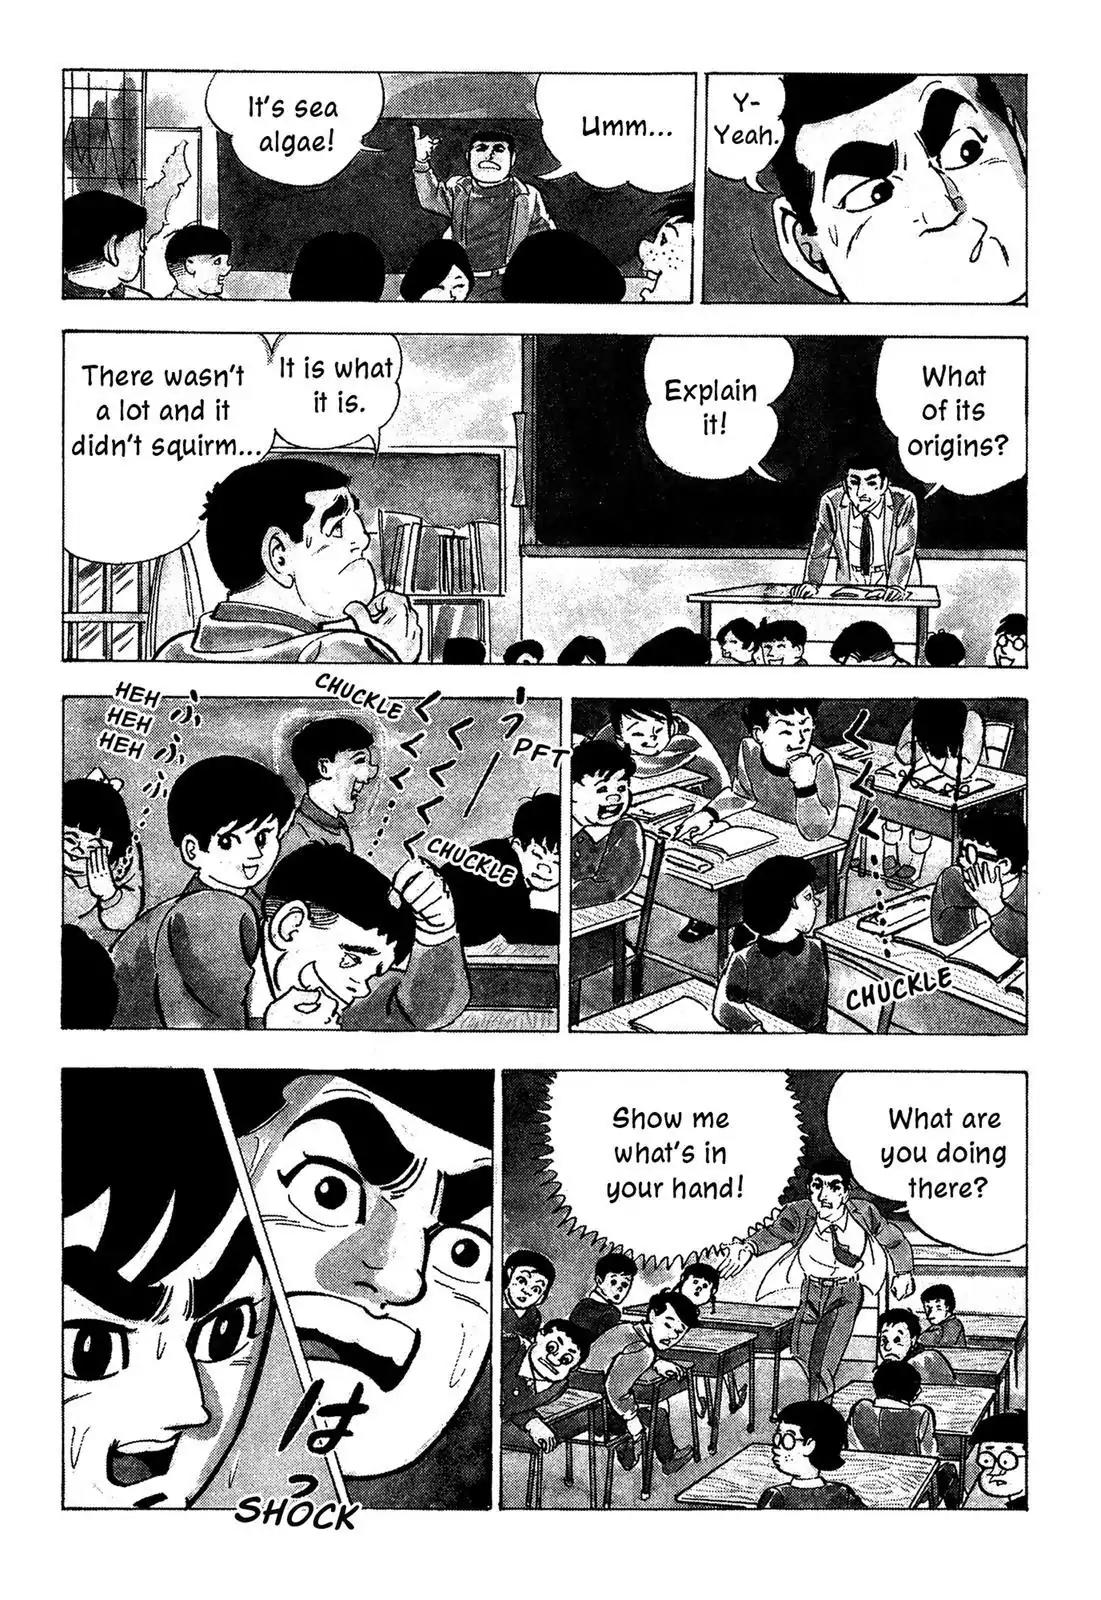 Y-
Yeah.
Umm...
It's sea
algae!
What
of its
origins?
Explain
it!
It is what
it is.
There wasn't
a lot and it
didn't squirm...
くくくく…
CHUCKLE
っ
PFT
くくくく…
CHUCKLE
CHUCKLE
ふふふ…
HEH
HEH
HEH
What are
you doing
there?
Show me
what's in
your hand!
はっ
SHOCK